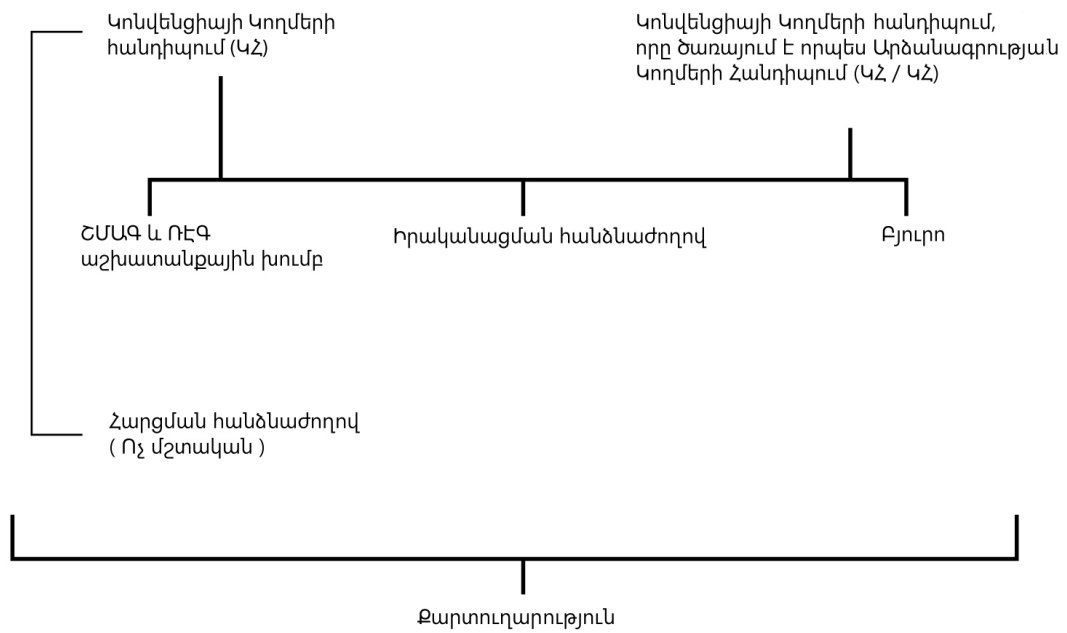 Կոնվենցիայի Կողմերի
հանդիպում (ԿՀ)
Կոնվենցիայի Կողմերի հանդիպում,
որը ծառայում է որպես Արձանագրության
Կողմերի Հանդիպում (ԿՀ / ԿՀ)
ՇՄԱԳ և ՌԷԳ
աշխատանքային խումբ
Իրականացման հանձնաժողով
Բյուրո
Հարցման հանձնաժողով
( Ոչ մշտական )
Քարտուղարություն